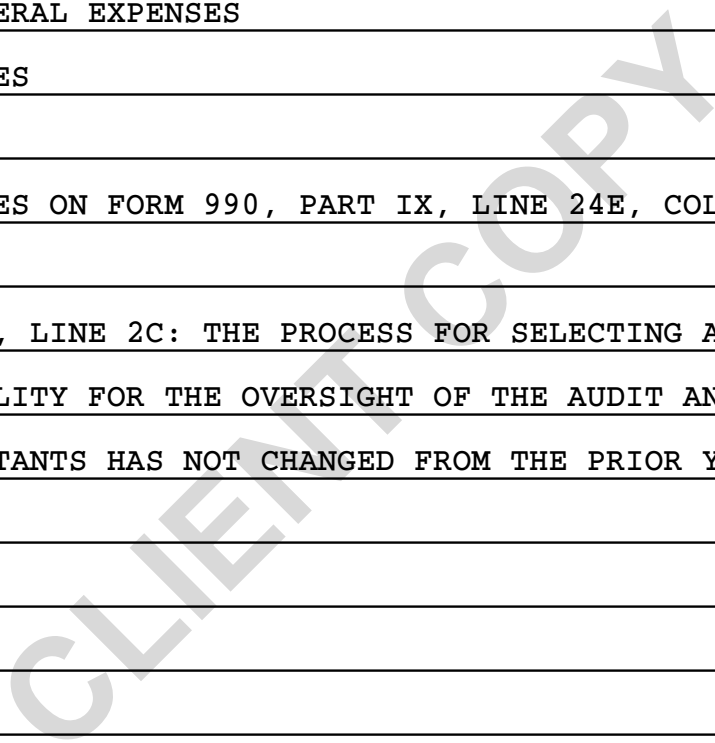 ERAL EXPENSES
ES
ES ON FORM 990, PART IX, LINE 24E, COL
, LINE 2C: THE PROCESS FOR SELECTING A
LITY FOR THE OVERSIGHT OF THE AUDIT AN
TANTS HAS NOT CHANGED FROM THE PRIOR Y
CLIENT COPY